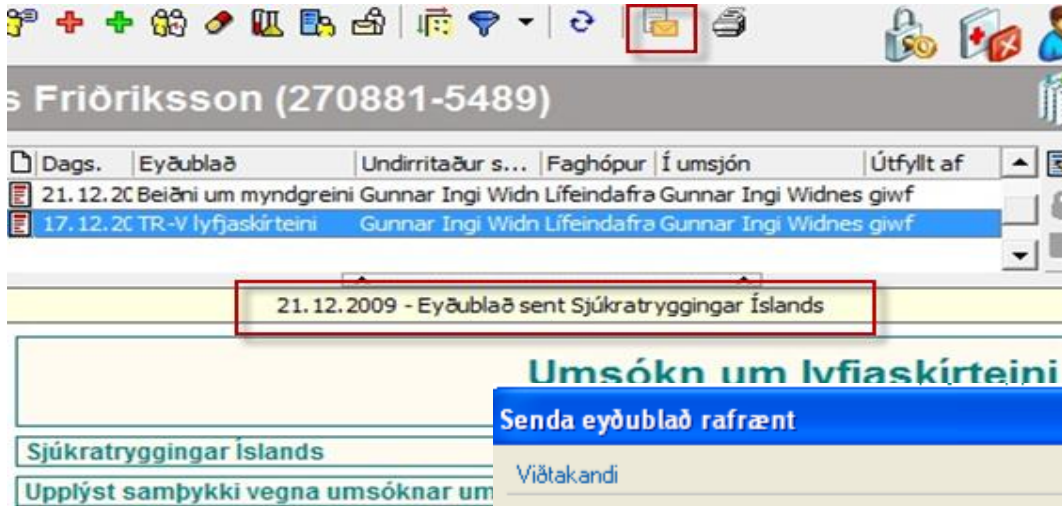 s Friðriksson (270881-5489)
Dags. Eyðublað Undirritaður s... Faghópur Í umsjón Útfyllt af
21.12.20 Beiðni um myndgreini Gunnar Ingi Widn Lífeindafra Gunnar Ingi Widnes giwf
17.12.20 TR-V lyfjaskírteini Gunnar Ingi Widn Lífeindafra Gunnar Ingi Widnes giwf
21.12.2009 - Eyðublað sent Sjúkratryggingar Íslands
Umsókn um lyfjaskírteini
Senda eyðublað rafrænt
Sjúkratryggingar Íslands
Viðtakandi
Upplýst samþykki vegna umsóknar um